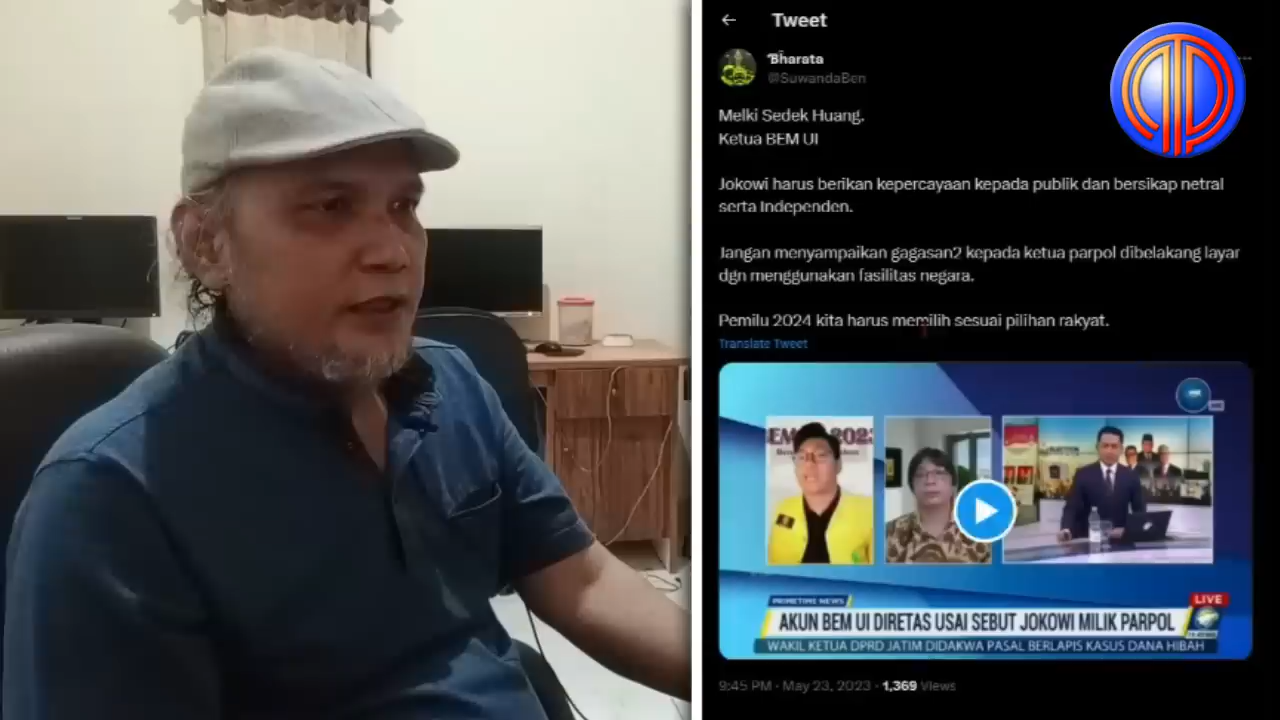 Tweet
Bharata
@SuwandaBen
Melki Sedek Huang.
Ketua BEM UI
Jokowi harus berikan kepercayaan kepada publik dan bersikap netral
serta Independen.
Jangan menyampaikan gagasan2 kepada ketua parpol dibelakang layar
dgn menggunakan fasilitas negara.
Pemilu 2024 kita harus memilih sesuai pilihan rakyat.
Translate Tweet
PRIMETIME NEWS
LIVE
AKUN BEM UI DIRETAS USAI SEBUT JOKOWI MILIK PARPOL
WAKIL KETUA DPRD JATIM DIDAKWA PASAL BERLAPIS KASUS DANA HIBAH
9:45 PM · May 23, 2023 · 1,369 Views